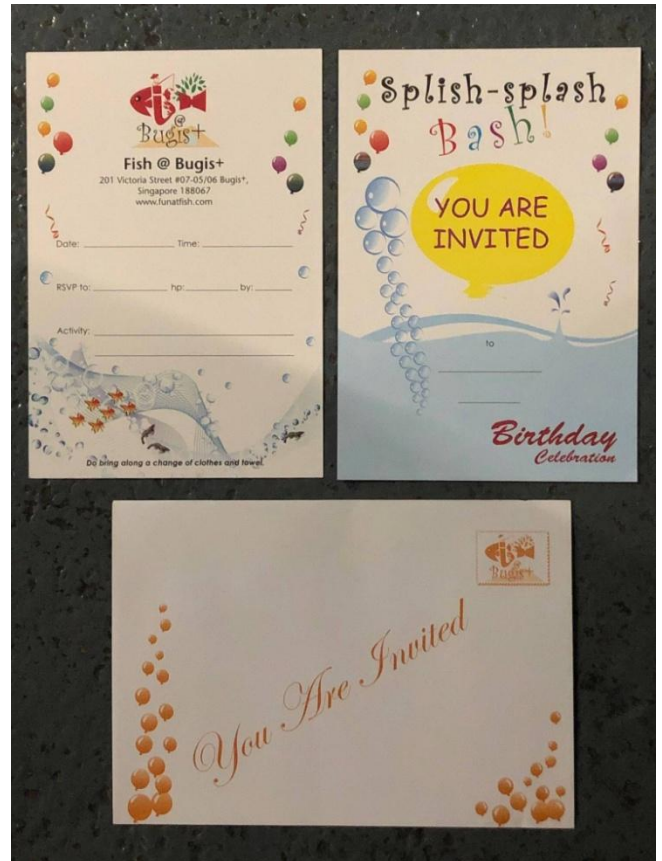 @
Bugis+
Fish @ Bugis+
201 Victoria Street #07-05/06 Bugis+,
Singapore 188067
www.funatfish.com
Date: Time:
RSVP to: hp: by:
Activity:
Do bring along a change of clothes and towel.
Splish-splash
Bash!
YOU ARE
INVITED
to
Birthday
Celebration
Bugis+
You Are Invited